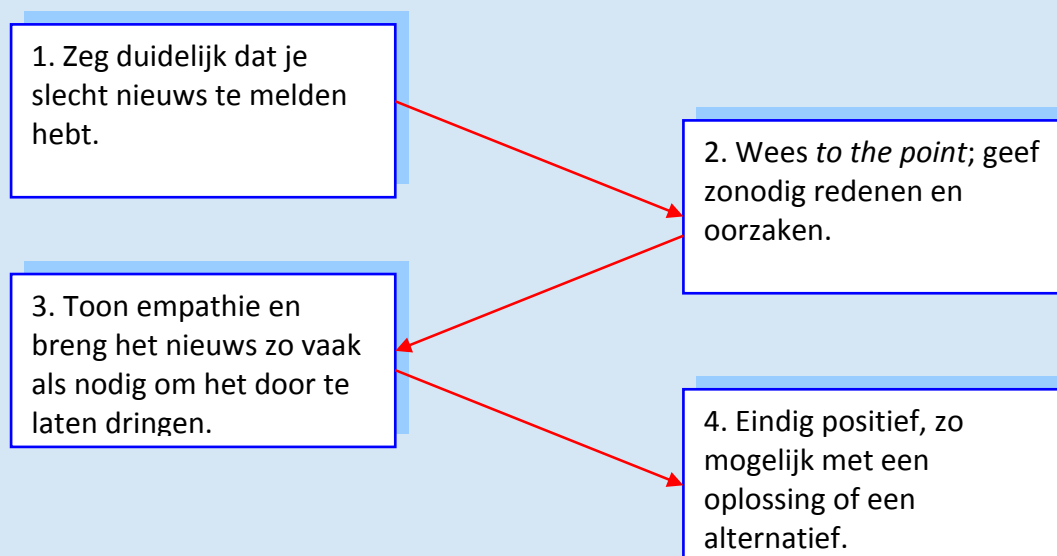 1. Zeg duidelijk dat je
slecht nieuws te melden
hebt.
2. Wees to the point; geef
zonodig redenen en
oorzaken.
3. Toon empathie en
breng het nieuws zo vaak
als nodig om het door te
laten dringen.
4. Eindig positief, zo
mogelijk met een
oplossing of een
alternatief.